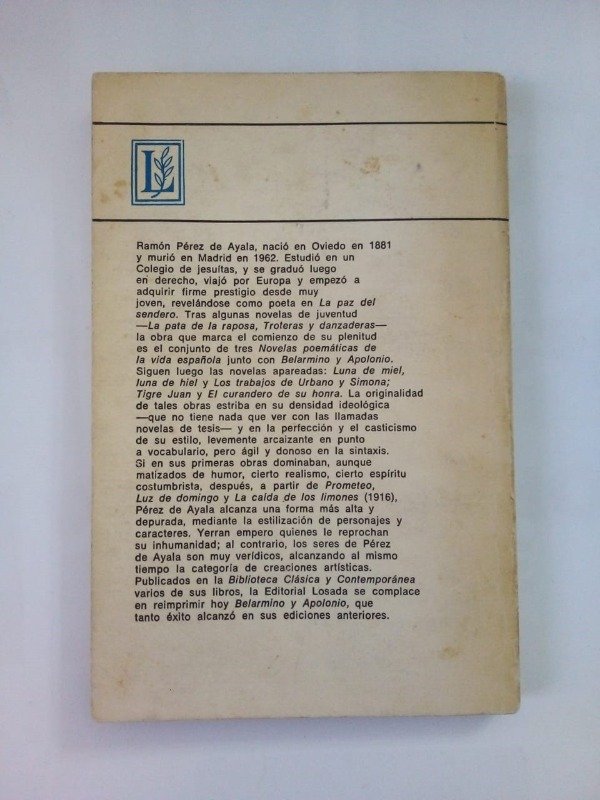 L
Ramón Pérez de Ayala, nació en Oviedo en 1881
y murió en Madrid en 1962. Estudió en un
Colegio de jesuítas, y se graduó luego
en derecho, viajó por Europa y empezó a
adquirir firme prestigio desde muy
joven, revelándose como poeta en La paz del
sendero. Tras algunas novelas de juventud
—La pata de la raposa, Troteras y danzaderas—
la obra que marca el comienzo de su plenitud
es el conjunto de tres Novelas poemáticas de
la vida española junto con Belarmino y Apolonio.
Siguen luego las novelas apareadas: Luna de miel,
luna de hiel y Los trabajos de Urbano y Simona;
Tigre Juan y El curandero de su honra. La originalidad
de tales obras estriba en su densidad ideológica
—que no tiene nada que ver con las llamadas
novelas de tesis— y en la perfección y el casticismo
de su estilo, levemente arcaizante en punto
a vocabulario, pero ágil y donoso en la sintaxis.
Si en sus primeras obras dominaban, aunque
matizados de humor, cierto realismo, cierto espíritu
costumbrista, después, a partir de Prometeo,
Luz de domingo y La caída de los limones (1916),
Pérez de Ayala alcanza una forma más alta y
depurada, mediante la estilización de personajes y
caracteres. Yerran empero quienes le reprochan
su inhumanidad; al contrario, los seres de Pérez
de Ayala son muy verídicos, alcanzando al mismo
tiempo la categoría de creaciones artísticas.
Publicados en la Biblioteca Clásica y Contemporánea
varios de sus libros, la Editorial Losada se complace
en reimprimir hoy Belarmino y Apolonio, que
tanto éxito alcanzó en sus ediciones anteriores.